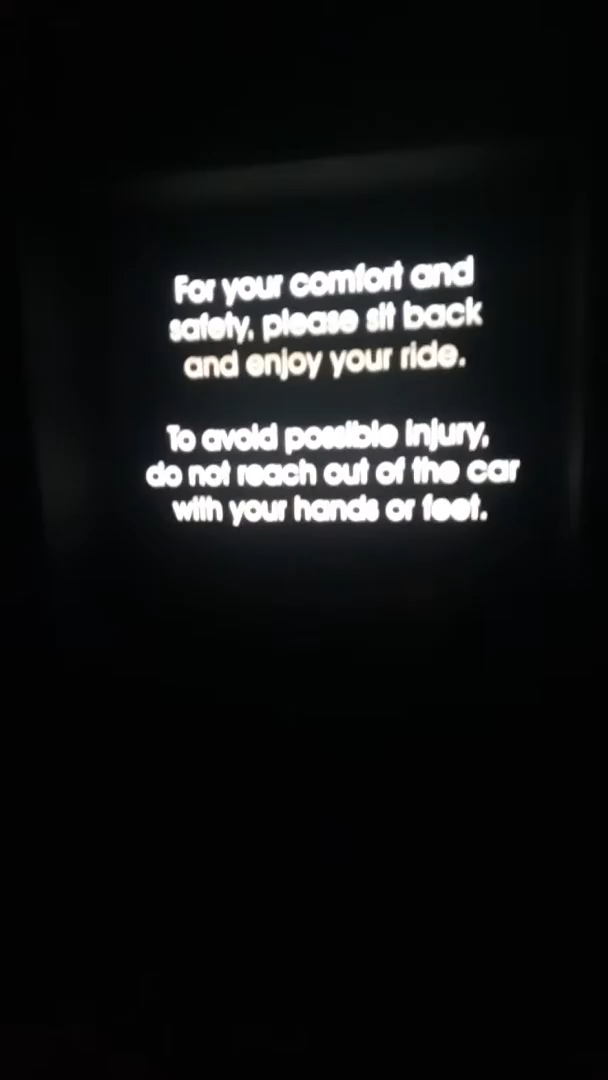 For your comfort and
safety, please sit back
and enjoy your ride.
To avoid possible injury,
do not reach out of the car
with your hands or feet.